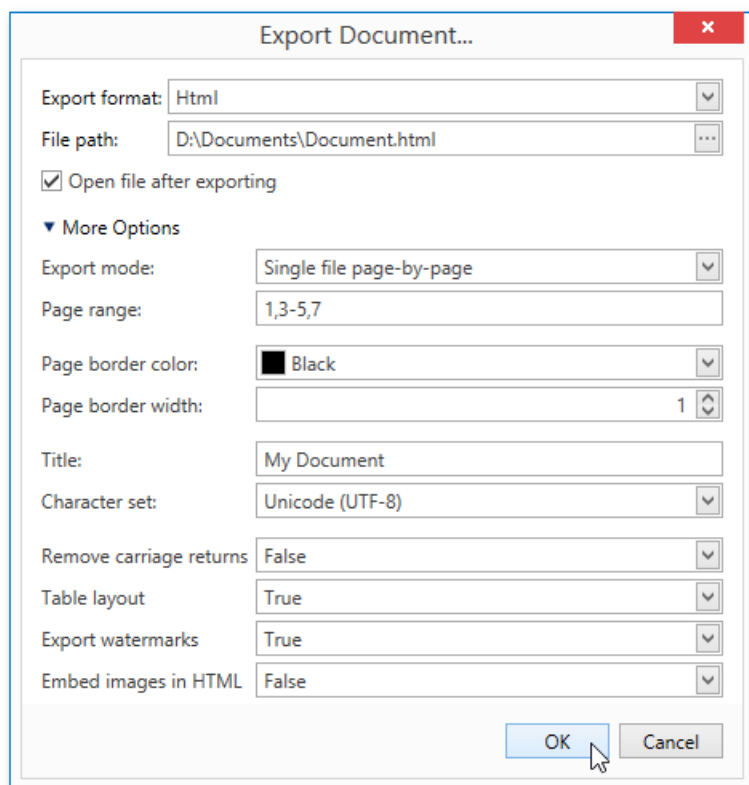 Export Document...
Export format: Html
File path: D:\Documents\Document.html
Open file after exporting
More Options
Export mode: Single file page-by-page
Page range: 1,3-5,7
Page border color: Black
Page border width: 1
Title: My Document
Character set: Unicode (UTF-8)
Remove carriage returns False
Table layout True
Export watermarks True
Embed images in HTML False
OK Cancel